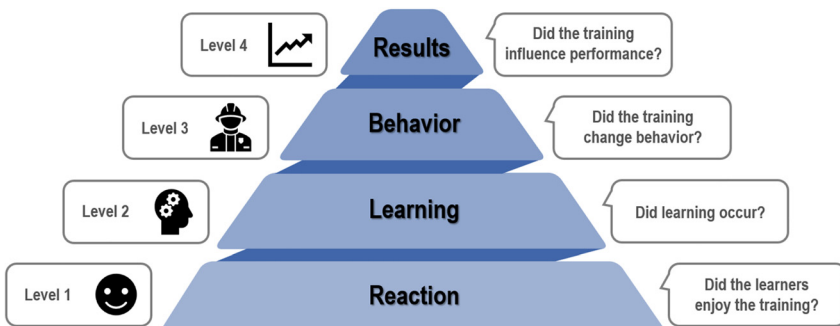 Level 4
Results
Did the training
influence performance?
Level 3
Behavior
Did the training
change behavior?
Level 2
Learning
Did learning occur?
Level 1
Reaction
Did the learners
enjoy the training?